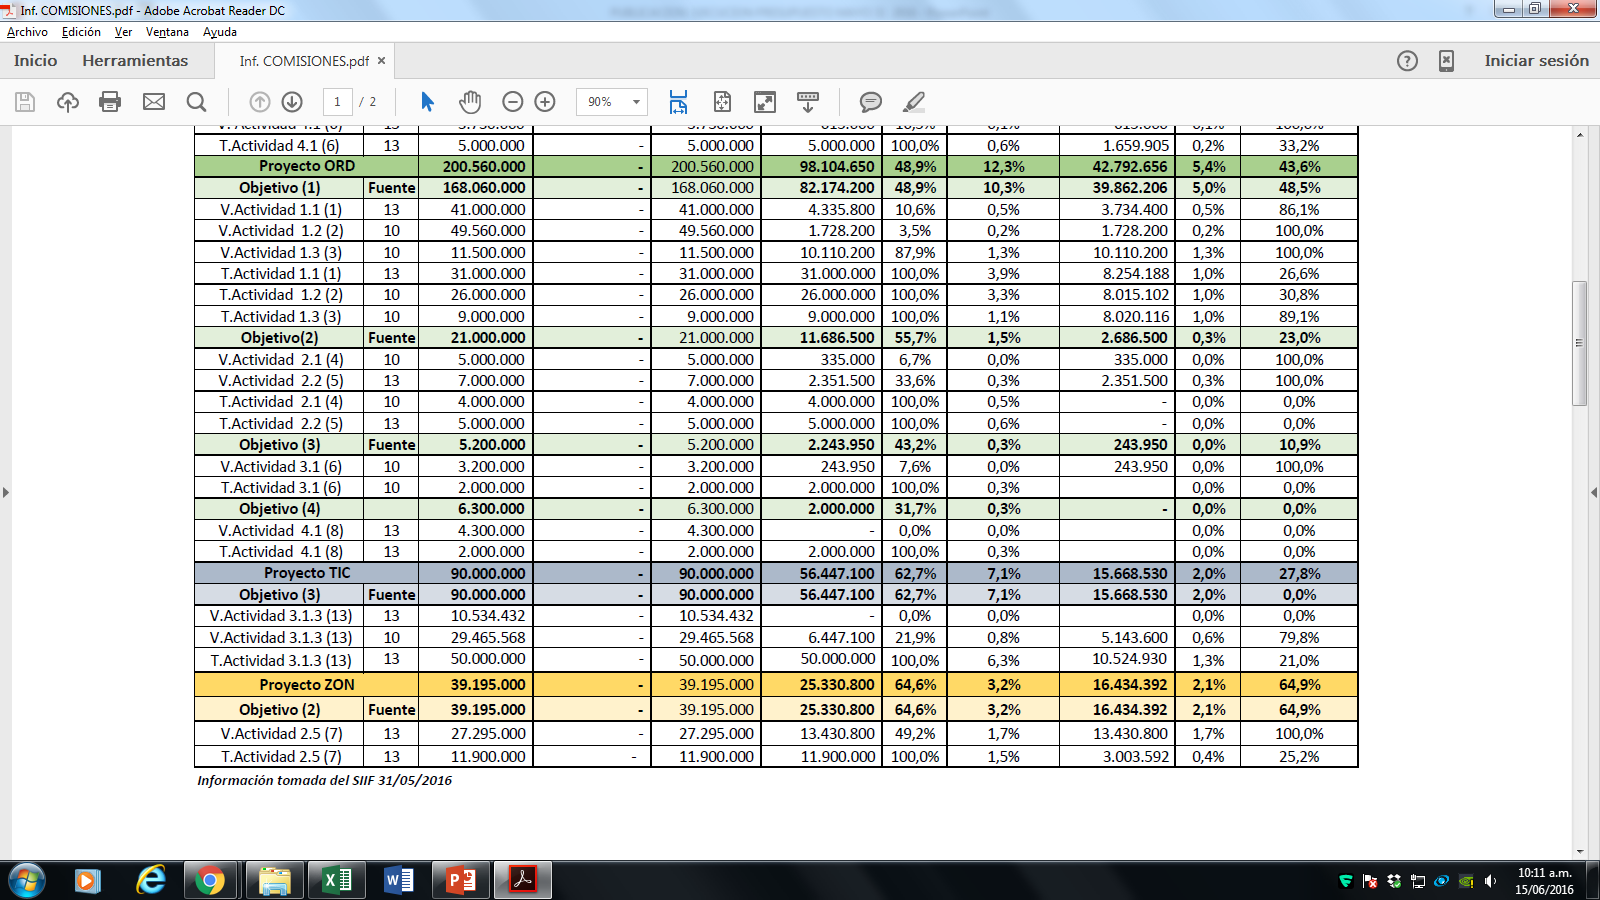 Inf. COMISIONES.pdf - Adobe Acrobat Reader DC
Archivo Edición Ver Ventana Ayuda
Inicio Herramientas Inf. COMISIONES.pdf × Iniciar sesión
1 / 2 90%
T.Actividad 4.1 (6) 13 5.000.000 - 5.000.000 5.000.000 100,0% 0,6% 1.659.905 0,2% 33,2%
Proyecto ORD 200.560.000 - 200.560.000 98.104.650 48,9% 12,3% 42.792.656 5,4% 43,6%
Objetivo (1) Fuente 168.060.000 - 168.060.000 82.174.200 48,9% 10,3% 39.862.206 5,0% 48,5%
V.Actividad 1.1 (1) 13 41.000.000 - 41.000.000 4.335.800 10,6% 0,5% 3.734.400 0,5% 86,1%
V.Actividad 1.2 (2) 10 49.560.000 - 49.560.000 1.728.200 3,5% 0,2% 1.728.200 0,2% 100,0%
V.Actividad 1.3 (3) 10 11.500.000 - 11.500.000 10.110.200 87,9% 1,3% 10.110.200 1,3% 100,0%
T.Actividad 1.1 (1) 13 31.000.000 - 31.000.000 31.000.000 100,0% 3,9% 8.254.188 1,0% 26,6%
T.Actividad 1.2 (2) 10 26.000.000 - 26.000.000 26.000.000 100,0% 3,3% 8.015.102 1,0% 30,8%
T.Actividad 1.3 (3) 10 9.000.000 - 9.000.000 9.000.000 100,0% 1,1% 8.020.116 1,0% 89,1%
Objetivo(2) Fuente 21.000.000 - 21.000.000 11.686.500 55,7% 1,5% 2.686.500 0,3% 23,0%
V.Actividad 2.1 (4) 10 5.000.000 - 5.000.000 335.000 6,7% 0,0% 335.000 0,0% 100,0%
V.Actividad 2.2 (5) 13 7.000.000 - 7.000.000 2.351.500 33,6% 0,3% 2.351.500 0,3% 100,0%
T.Actividad 2.1 (4) 10 4.000.000 - 4.000.000 4.000.000 100,0% 0,5% - 0,0% 0,0%
T.Actividad 2.2 (5) 13 5.000.000 - 5.000.000 5.000.000 100,0% 0,6% - 0,0% 0,0%
Objetivo (3) Fuente 5.200.000 - 5.200.000 2.243.950 43,2% 0,3% 243.950 0,0% 10,9%
V.Actividad 3.1 (6) 10 3.200.000 - 3.200.000 243.950 7,6% 0,0% 243.950 0,0% 100,0%
T.Actividad 3.1 (6) 10 2.000.000 - 2.000.000 2.000.000 100,0% 0,3% 0,0% 0,0%
Objetivo (4) 6.300.000 - 6.300.000 2.000.000 31,7% 0,3% - 0,0% 0,0%
V.Actividad 4.1 (8) 13 4.300.000 - 4.300.000 - 0,0% 0,0% 0,0% 0,0%
T.Actividad 4.1 (8) 13 2.000.000 - 2.000.000 2.000.000 100,0% 0,3% 0,0% 0,0%
Proyecto TIC 90.000.000 - 90.000.000 56.447.100 62,7% 7,1% 15.668.530 2,0% 27,8%
Objetivo (3) Fuente 90.000.000 - 90.000.000 56.447.100 62,7% 7,1% 15.668.530 2,0% 0,0%
V.Actividad 3.1.3 (13) 13 10.534.432 - 10.534.432 - 0,0% 0,0% 0,0% 0,0%
V.Actividad 3.1.3 (13) 10 29.465.568 - 29.465.568 6.447.100 21,9% 0,8% 5.143.600 0,6% 79,8%
T.Actividad 3.1.3 (13) 13 50.000.000 - 50.000.000 50.000.000 100,0% 6,3% 10.524.930 1,3% 21,0%
Proyecto ZON 39.195.000 - 39.195.000 25.330.800 64,6% 3,2% 16.434.392 2,1% 64,9%
Objetivo (2) Fuente 39.195.000 - 39.195.000 25.330.800 64,6% 3,2% 16.434.392 2,1% 64,9%
V.Actividad 2.5 (7) 13 27.295.000 - 27.295.000 13.430.800 49,2% 1,7% 13.430.800 1,7% 100,0%
T.Actividad 2.5 (7) 13 11.900.000 - 11.900.000 11.900.000 100,0% 1,5% 3.003.592 0,4% 25,2%
Información tomada del SIIF 31/05/2016
10:11 a.m.
15/06/2016